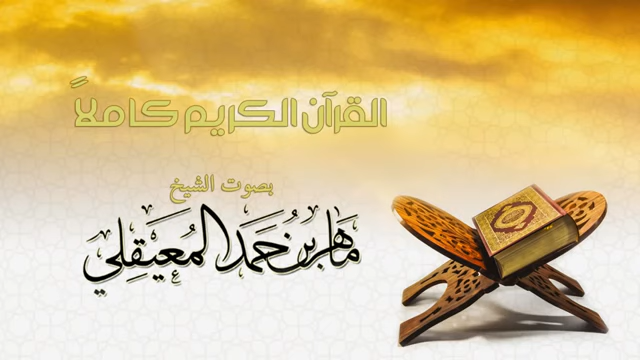 القرآن الكريم كاملاً
بصوت الشيخ
ماهر بن حمد المعيقلي